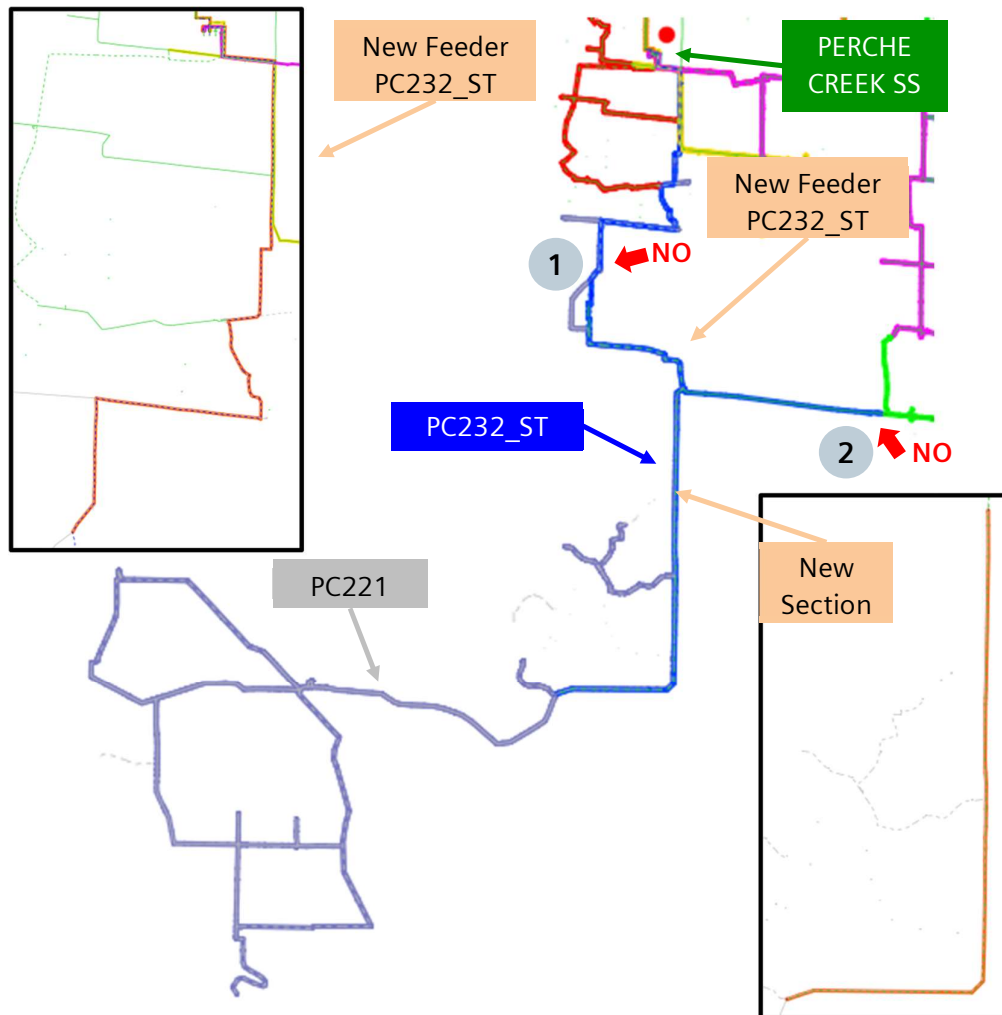 New Feeder
PC232_ST
PERCHE
CREEK SS
New Feeder
PC232_ST
1
NO
PC232_ST
2
NO
New
Section
PC221